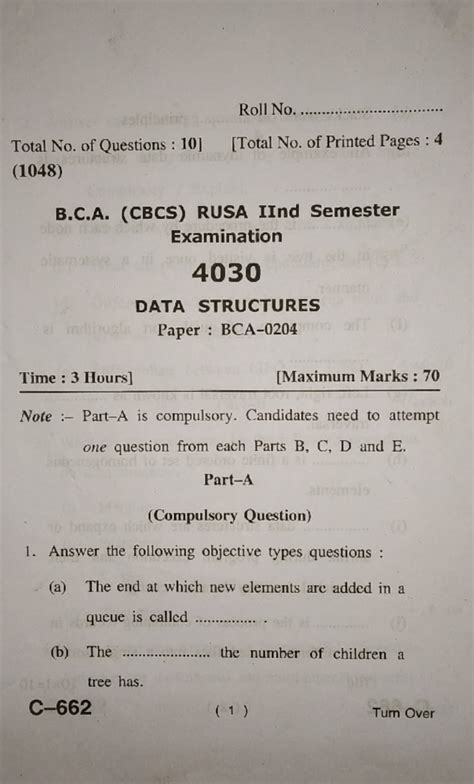 Roll No. ................................
Total No. of Questions : 10] [Total No. of Printed Pages : 4
(1048)
B.C.A. (CBCS) RUSA IInd Semester
Examination
4030
DATA STRUCTURES
Paper : BCA-0204
Time : 3 Hours] [Maximum Marks : 70
Note :– Part–A is compulsory. Candidates need to attempt
one question from each Parts B, C, D and E.
Part–A
(Compulsory Question)
1. Answer the following objective types questions :
(a) The end at which new elements are added in a
queue is called .............. .
(b) The .................... the number of children a
tree has.
C–662 ( 1 ) Turn Over